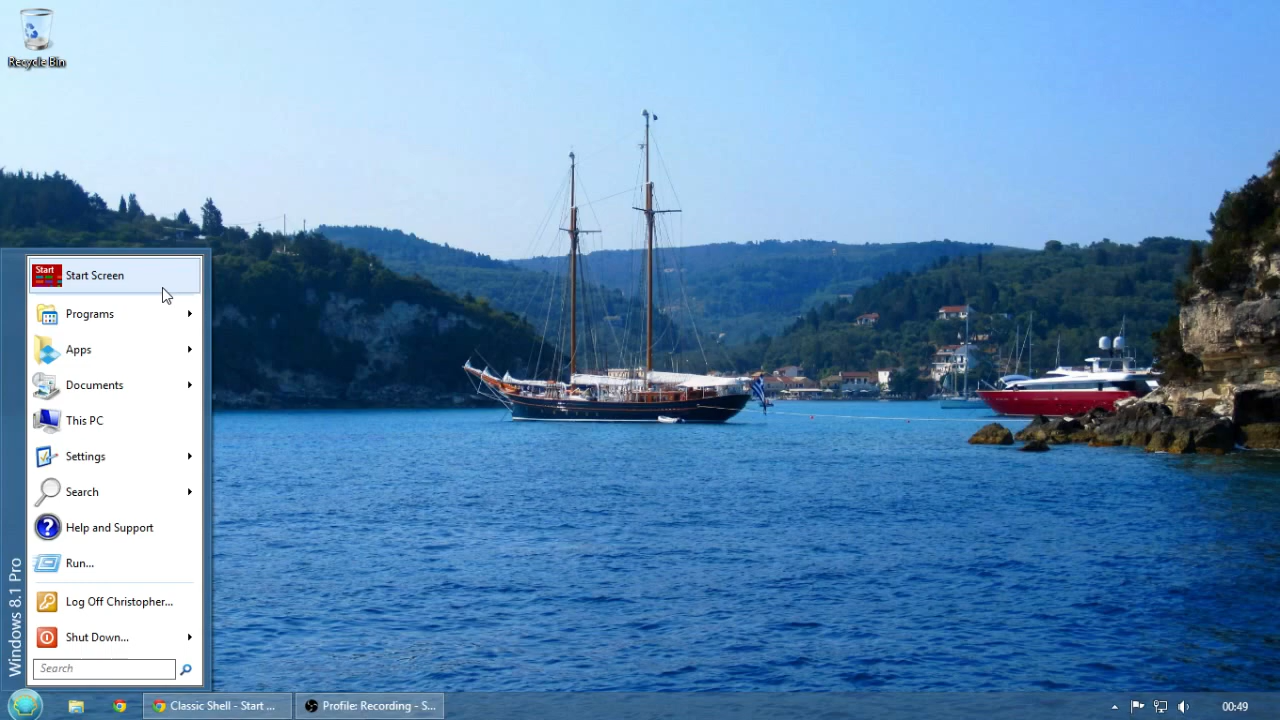 Recycle Bin
Start
Start Screen
Programs
Apps
Documents
This PC
Settings
Search
Help and Support
Run...
Log Off Christopher...
Shut Down...
Search
Windows 8.1 Pro
Classic Shell - Start ...
Profile: Recording - S...
00:49